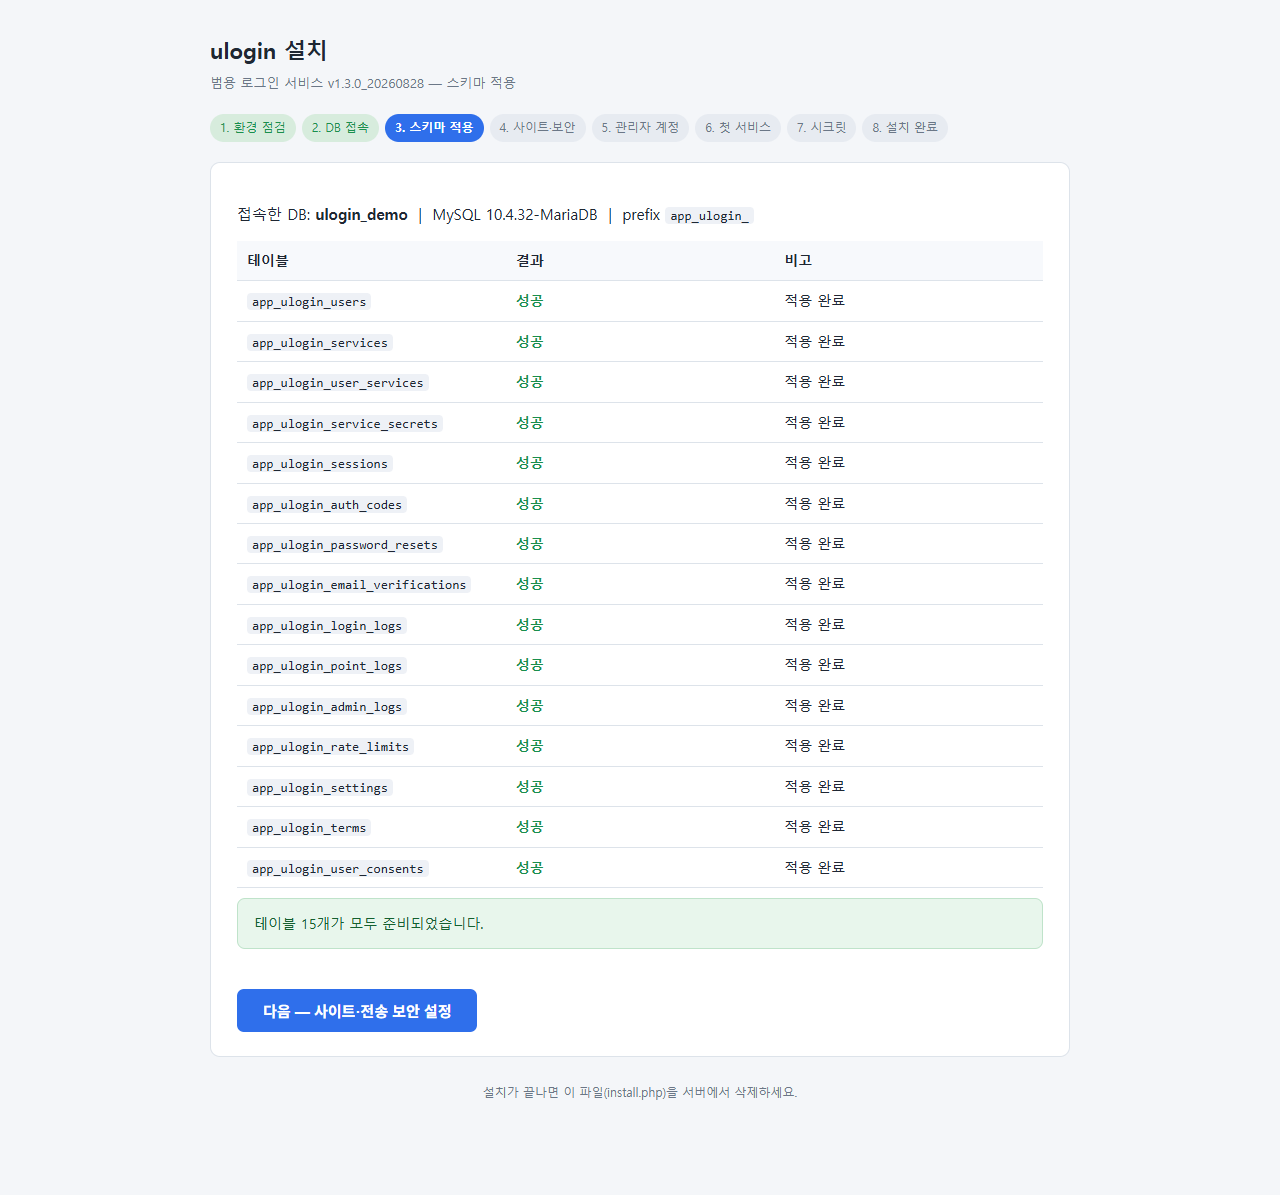 ulogin 설치
범용 로그인 서비스 v1.3.0_20260828 — 스키마 적용
1. 환경 점검 2. DB 접속 3. 스키마 적용 4. 사이트·보안 5. 관리자 계정 6. 첫 서비스 7. 시크릿 8. 설치 완료
접속한 DB: ulogin_demo | MySQL 10.4.32-MariaDB | prefix app_ulogin_
테이블 결과 비고
app_ulogin_users 성공 적용 완료
app_ulogin_services 성공 적용 완료
app_ulogin_user_services 성공 적용 완료
app_ulogin_service_secrets 성공 적용 완료
app_ulogin_sessions 성공 적용 완료
app_ulogin_auth_codes 성공 적용 완료
app_ulogin_password_resets 성공 적용 완료
app_ulogin_email_verifications 성공 적용 완료
app_ulogin_login_logs 성공 적용 완료
app_ulogin_point_logs 성공 적용 완료
app_ulogin_admin_logs 성공 적용 완료
app_ulogin_rate_limits 성공 적용 완료
app_ulogin_settings 성공 적용 완료
app_ulogin_terms 성공 적용 완료
app_ulogin_user_consents 성공 적용 완료
테이블 15개가 모두 준비되었습니다.
다음 — 사이트·전송 보안 설정
설치가 끝나면 이 파일(install.php)을 서버에서 삭제하세요.